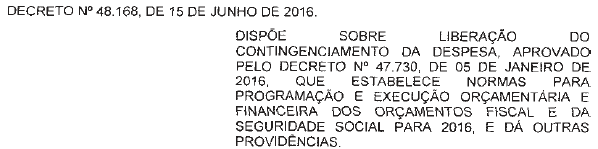 DECRETO Nº 48.168, DE 15 DE JUNHO DE 2016.
DISPÕE SOBRE LIBERAÇÃO DO
CONTINGENCIAMENTO DA DESPESA, APROVADO
PELO DECRETO Nº 47.730, DE 05 DE JANEIRO DE
2016, QUE ESTABELECE NORMAS PARA
PROGRAMAÇÃO E EXECUÇÃO ORÇAMENTÁRIA E
FINANCEIRA DOS ORÇAMENTOS FISCAL E DA
SEGURIDADE SOCIAL PARA 2016, E DÁ OUTRAS
PROVIDÊNCIAS.